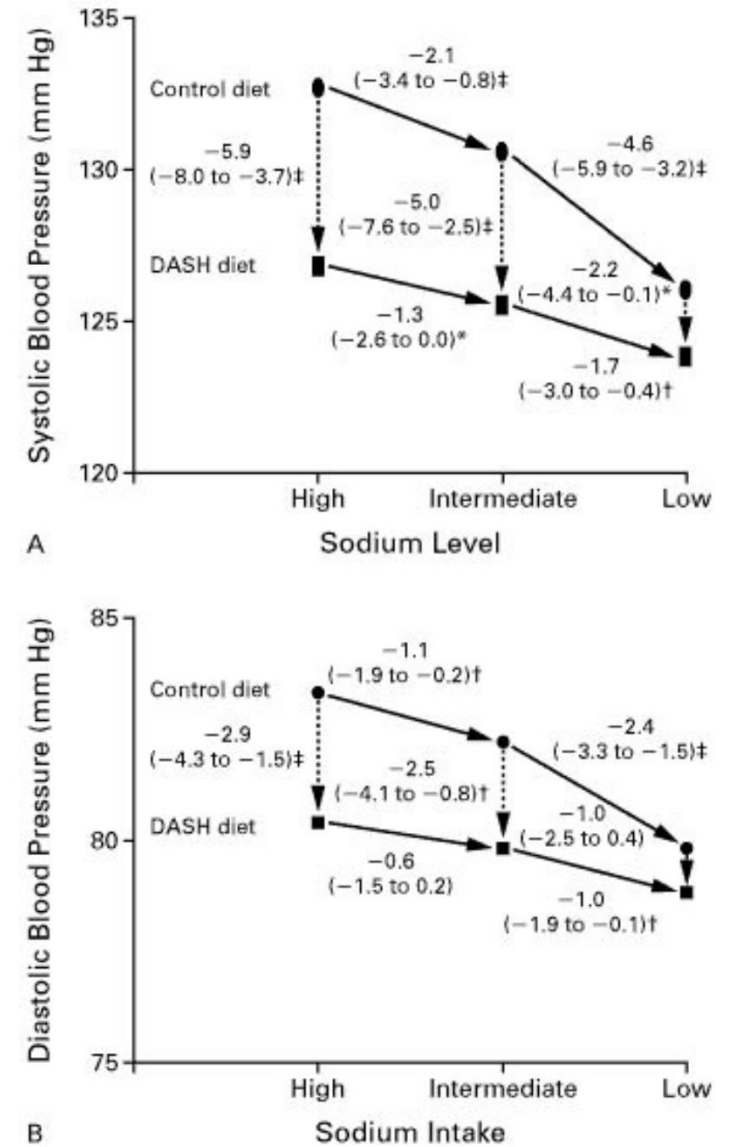 Systolic Blood Pressure (mm Hg)
135
130
125
120
−2.1
(−3.4 to −0.8)‡
Control diet
−4.6
(−5.9 to −3.2)‡
−5.9
(−8.0 to −3.7)‡
−5.0
(−7.6 to −2.5)‡
DASH diet
−2.2
(−4.4 to −0.1)*
−1.3
(−2.6 to 0.0)*
−1.7
(−3.0 to −0.4)†
High Intermediate Low
A Sodium Level
Diastolic Blood Pressure (mm Hg)
85
80
75
−1.1
(−1.9 to −0.2)†
Control diet
−2.4
(−3.3 to −1.5)‡
−2.9
(−4.3 to −1.5)‡
−2.5
(−4.1 to −0.8)†
DASH diet
−1.0
(−2.5 to 0.4)
−0.6
(−1.5 to 0.2)
−1.0
(−1.9 to −0.1)†
High Intermediate Low
B Sodium Intake